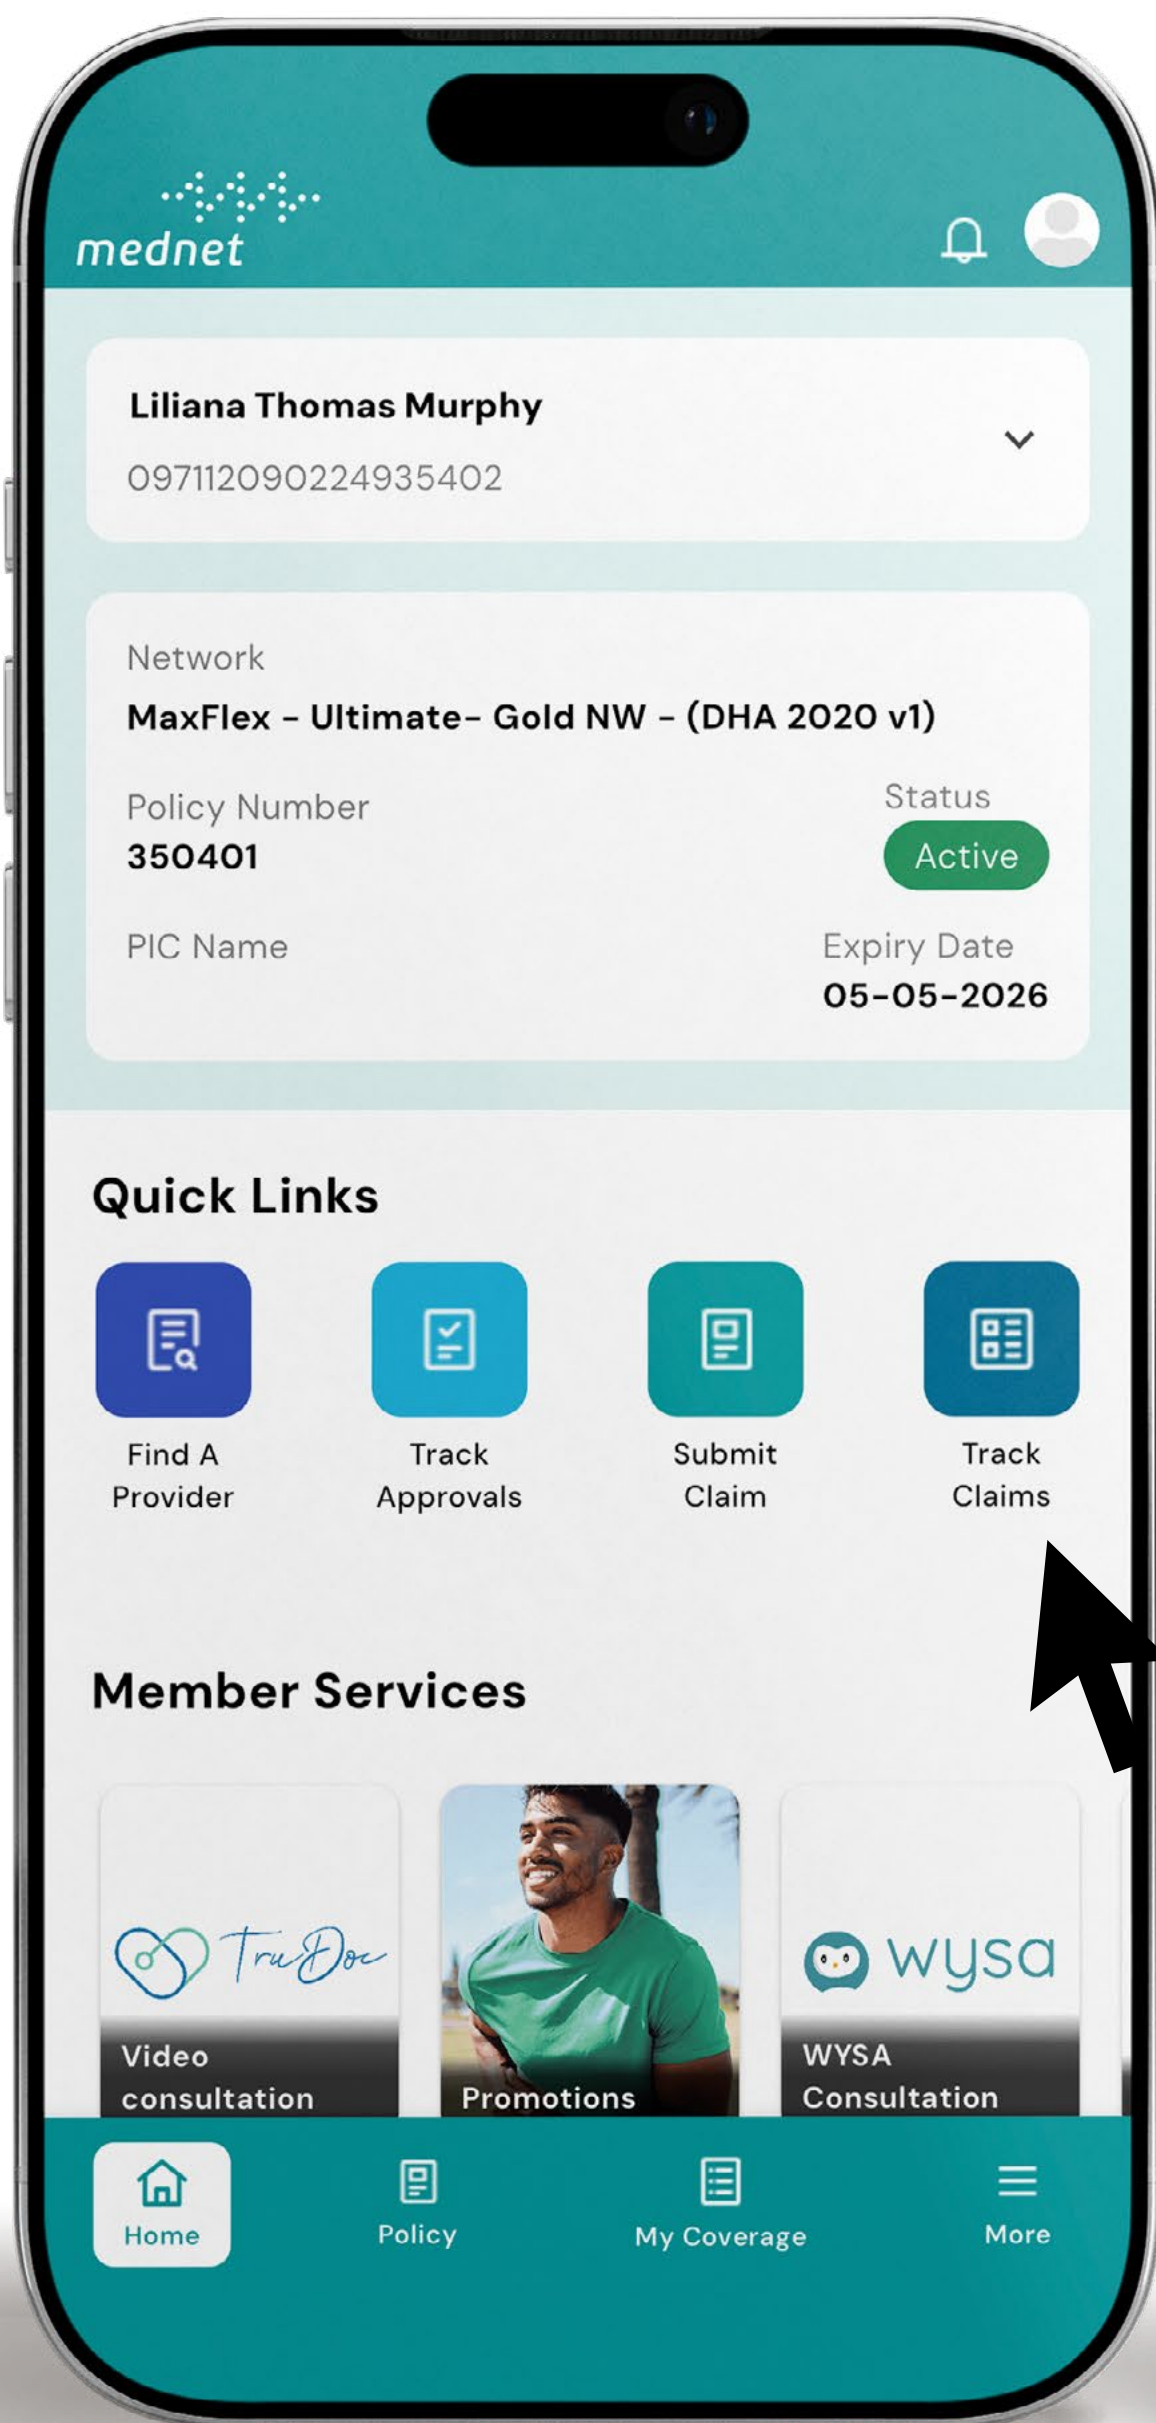 mednet
Liliana Thomas Murphy
097112090224935402
Network
MaxFlex - Ultimate- Gold NW - (DHA 2020 v1)
Policy Number
350401
Status
Active
PIC Name
Expiry Date
05-05-2026
Quick Links
Find A
Provider
Track
Approvals
Submit
Claim
Track
Claims
Member Services
TruDoc
Video
consultation
Promotions
wysa
WYSA
Consultation
Home
Policy
My Coverage
More